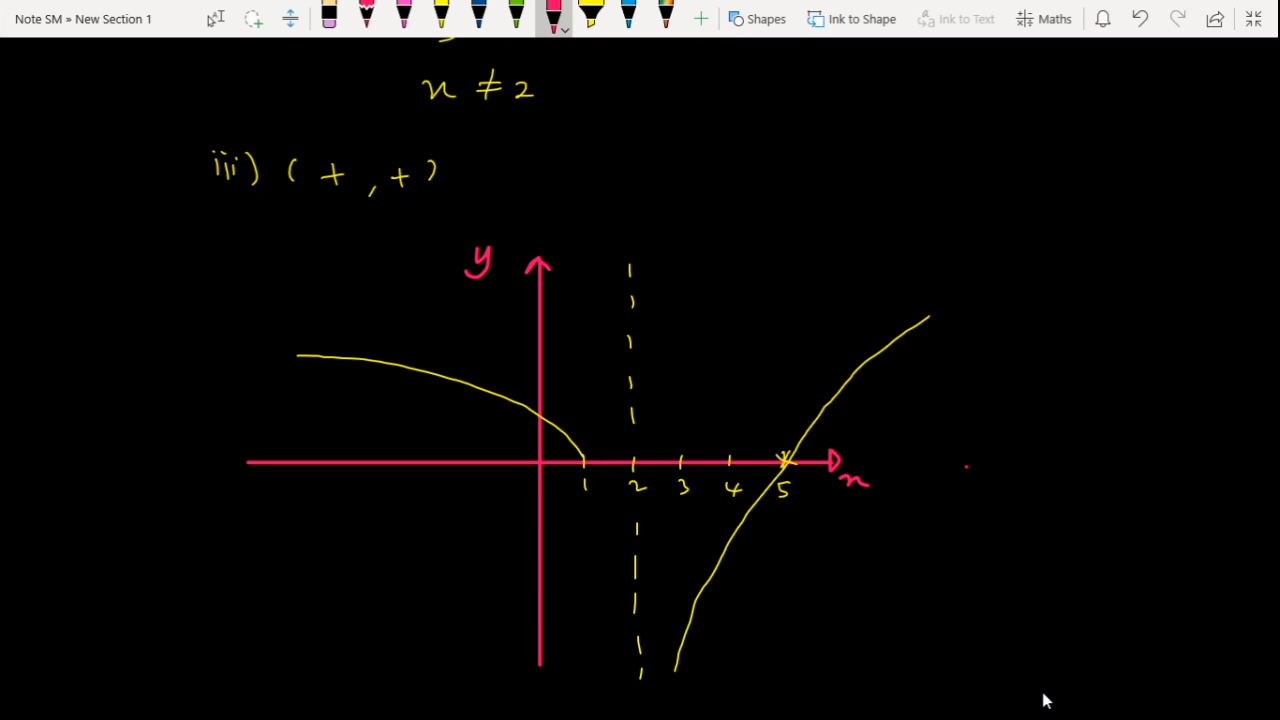 Note SM » New Section 1
Shapes
Ink to Shape
Ink to Text
Maths
x ≠ 2
iii) ( + , + )
y
1 2 3 4 5
x